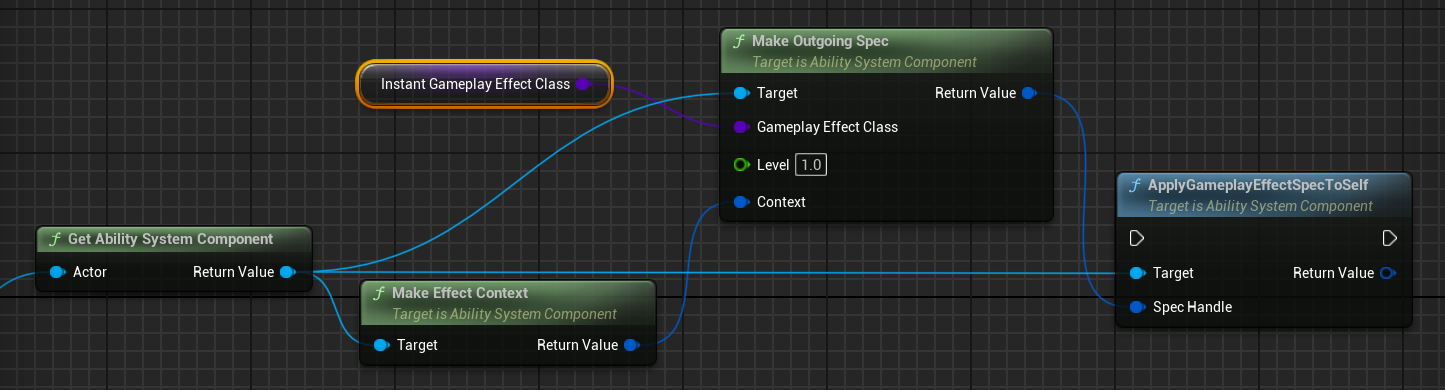 Make Outgoing Spec
Target is Ability System Component
Instant Gameplay Effect Class
Target
Return Value
Gameplay Effect Class
Level 1.0
Context
ApplyGameplayEffectSpecToSelf
Target is Ability System Component
Target
Return Value
Spec Handle
Get Ability System Component
Actor
Return Value
Make Effect Context
Target is Ability System Component
Target
Return Value